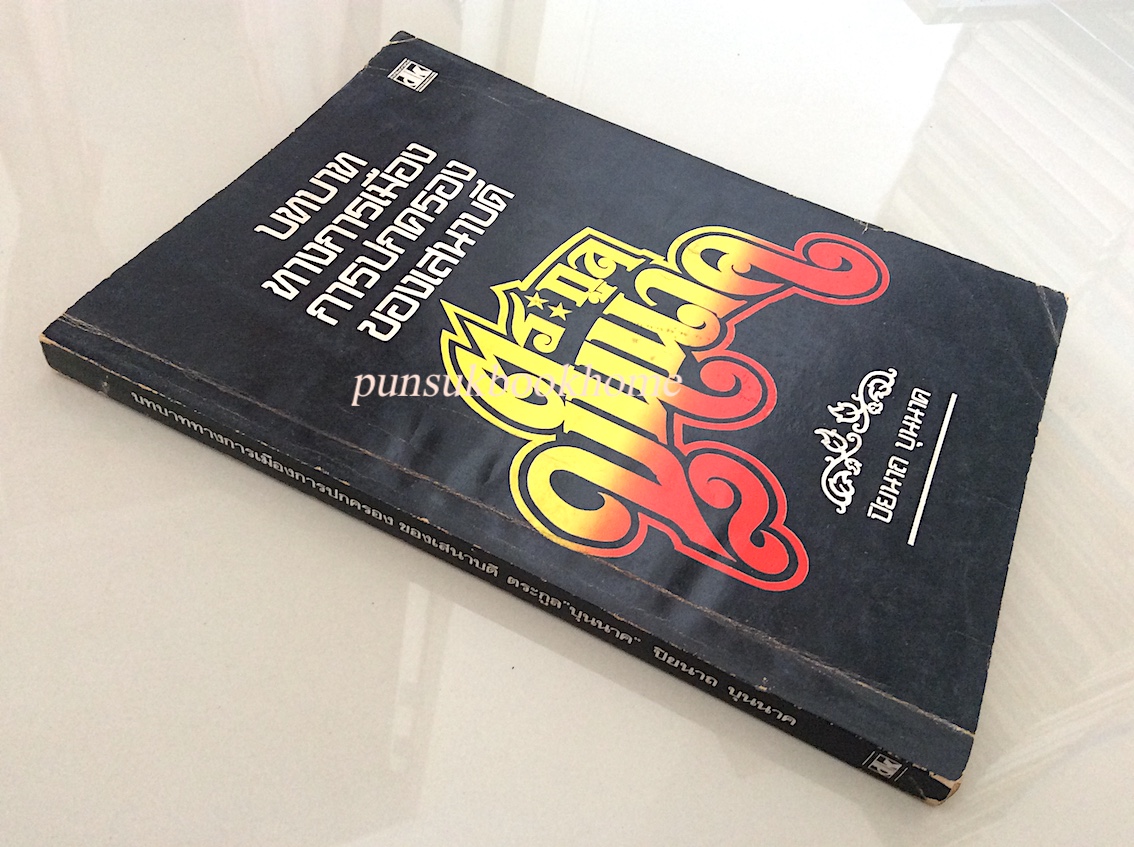 บทบาท
ทางการเมือง
การปกครอง
ของเสนาบดี
ตระกูล
บุนนาค
ปิยนาถ บุนนาค
punsukbookhome
บทบาททางการเมืองการปกครอง ของเสนาบดี ตระกูล"บุนนาค" ปิยนาถ บุนนาค